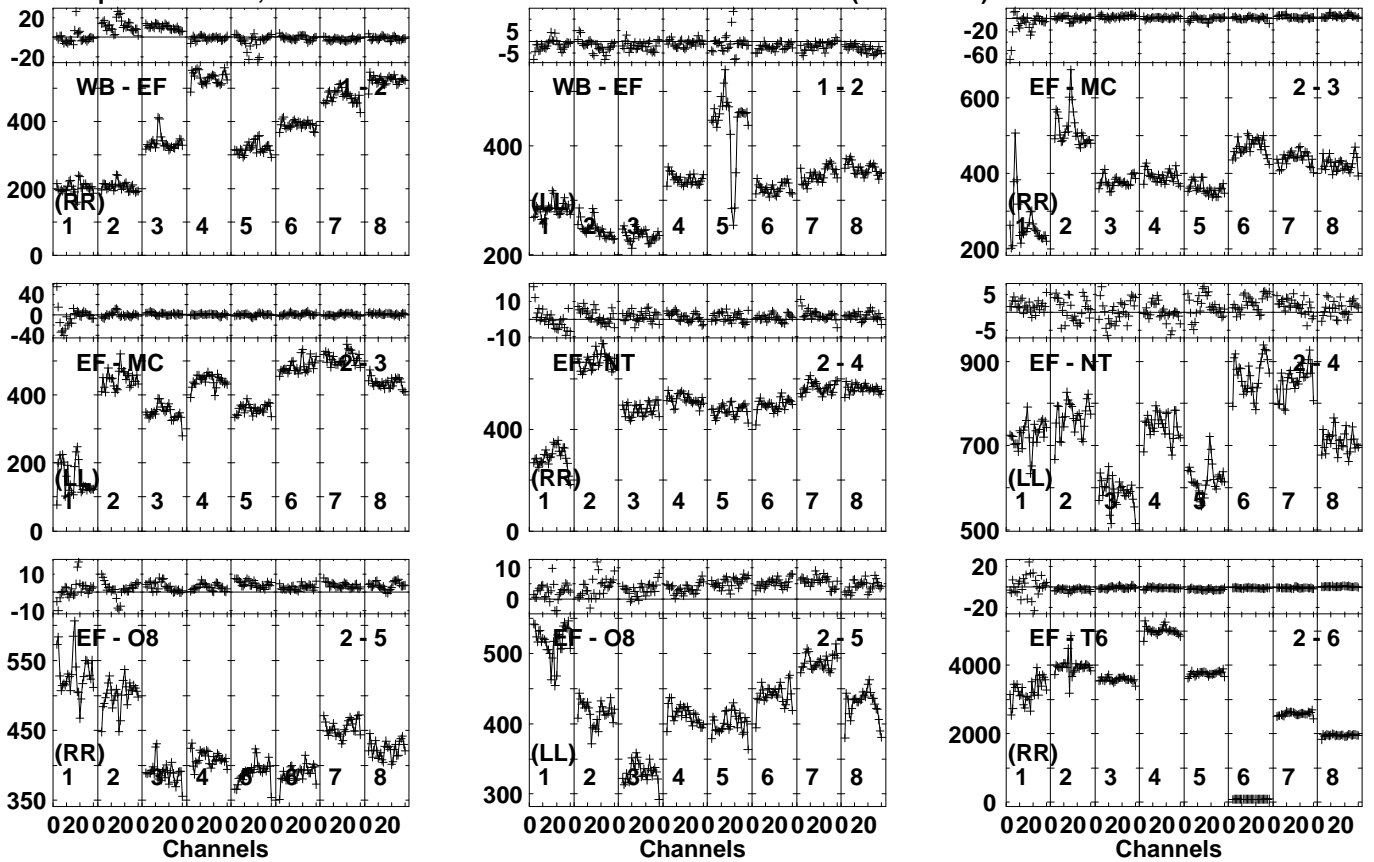 20
-20
WB - EF 1 - 2
400
200
0
(RR)
1 2 3 4 5 6 7 8
5
-5
WB - EF 1 - 2
400
200
(LL)
1 2 3 4 5 6 7 8
-20
-60
EF - MC 2 - 3
600
400
200
(RR)
1 2 3 4 5 6 7 8
40
0
-40
EF - MC 2 - 3
400
200
0
(LL)
1 2 3 4 5 6 7 8
10
-10
EF - NT 2 - 4
400
0
(RR)
1 2 3 4 5 6 7 8
5
-5
EF - NT 2 - 4
900
700
500
(LL)
1 2 3 4 5 6 7 8
10
-10
EF - O8 2 - 5
550
450
350
(RR)
1 2 3 4 5 6 7 8
0 20 0 20 0 20 0 20 0 20 0 20 0 20 0 20
Channels
10
0
EF - O8 2 - 5
500
400
300
(LL)
1 2 3 4 5 6 7 8
0 20 0 20 0 20 0 20 0 20 0 20 0 20 0 20
Channels
20
-20
EF - T6 2 - 6
4000
2000
0
(RR)
1 2 3 4 5 6 7 8
0 20 0 20 0 20 0 20 0 20 0 20 0 20 0 20
Channels